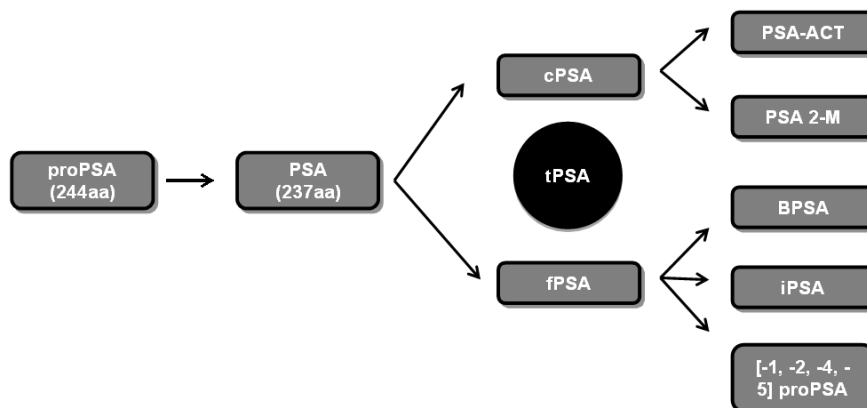 proPSA
(244aa)
PSA
(237aa)
cPSA
tPSA
fPSA
PSA-ACT
PSA 2-M
BPSA
iPSA
[-1, -2, -4, -
5] proPSA